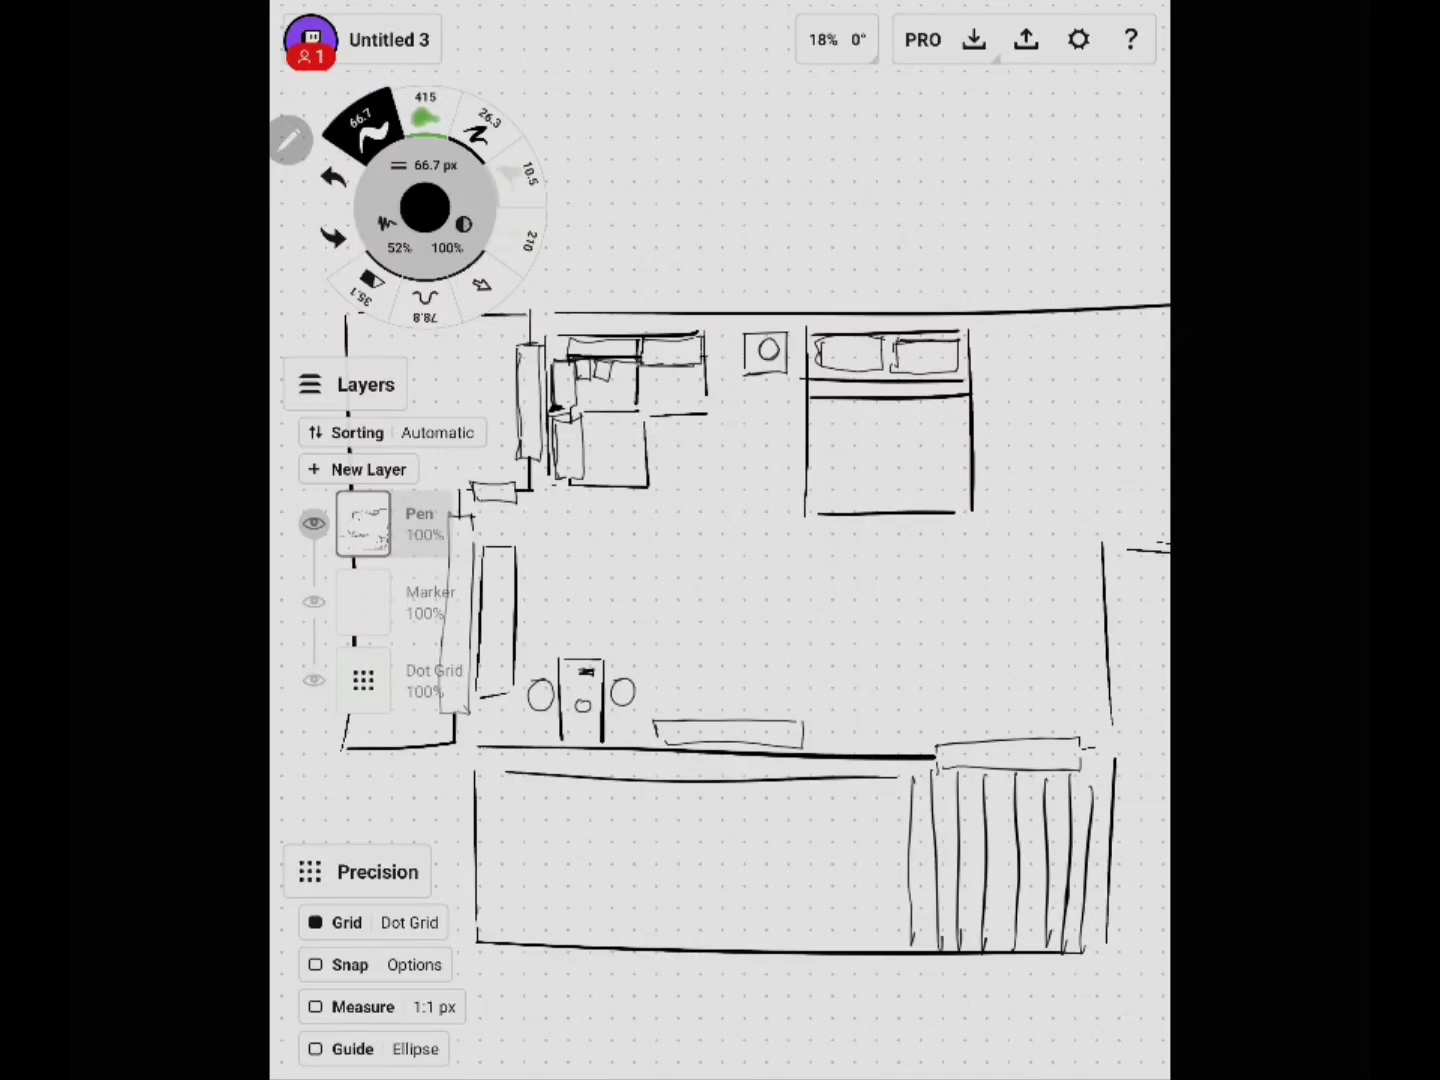 Untitled 3
1
18% 0°
PRO
?
66.7
415
26.3
10.5
210
78.8
35.1
66.7 px
52% 100%
Layers
Sorting Automatic
+ New Layer
Pen
100%
Marker
100%
Dot Grid
100%
Precision
Grid Dot Grid
Snap Options
Measure 1:1 px
Guide Ellipse